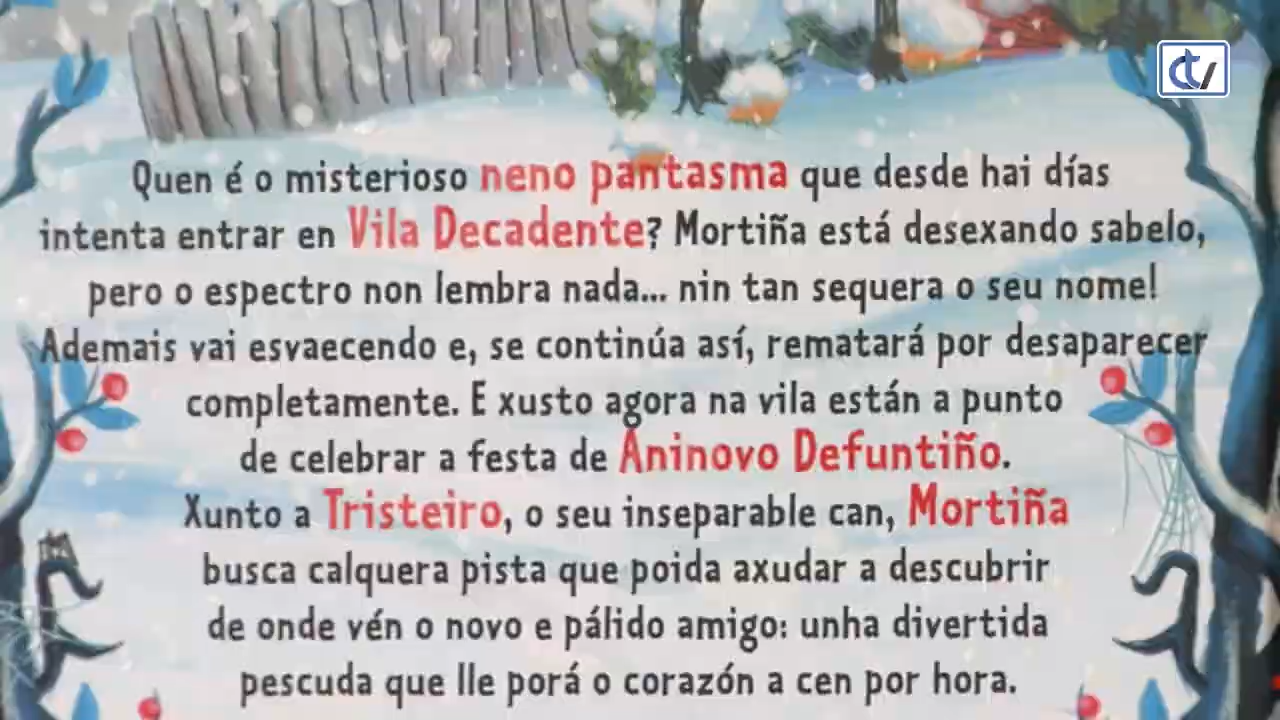 Quen é o misterioso neno pantasma que desde hai días
intenta entrar en Vila Decadente? Mortiña está desexando sabelo,
pero o espectro non lembra nada... nin tan sequera o seu nome!
Ademais vai esvaecendo e, se continúa así, rematará por desaparecer
completamente. E xusto agora na vila están a punto
de celebrar a festa de Aninovo Defuntiño.
Xunto a Tristeiro, o seu inseparable can, Mortiña
busca calquera pista que poida axudar a descubrir
de onde vén o novo e pálido amigo: unha divertida
pescuda que lle porá o corazón a cen por hora.
ctv